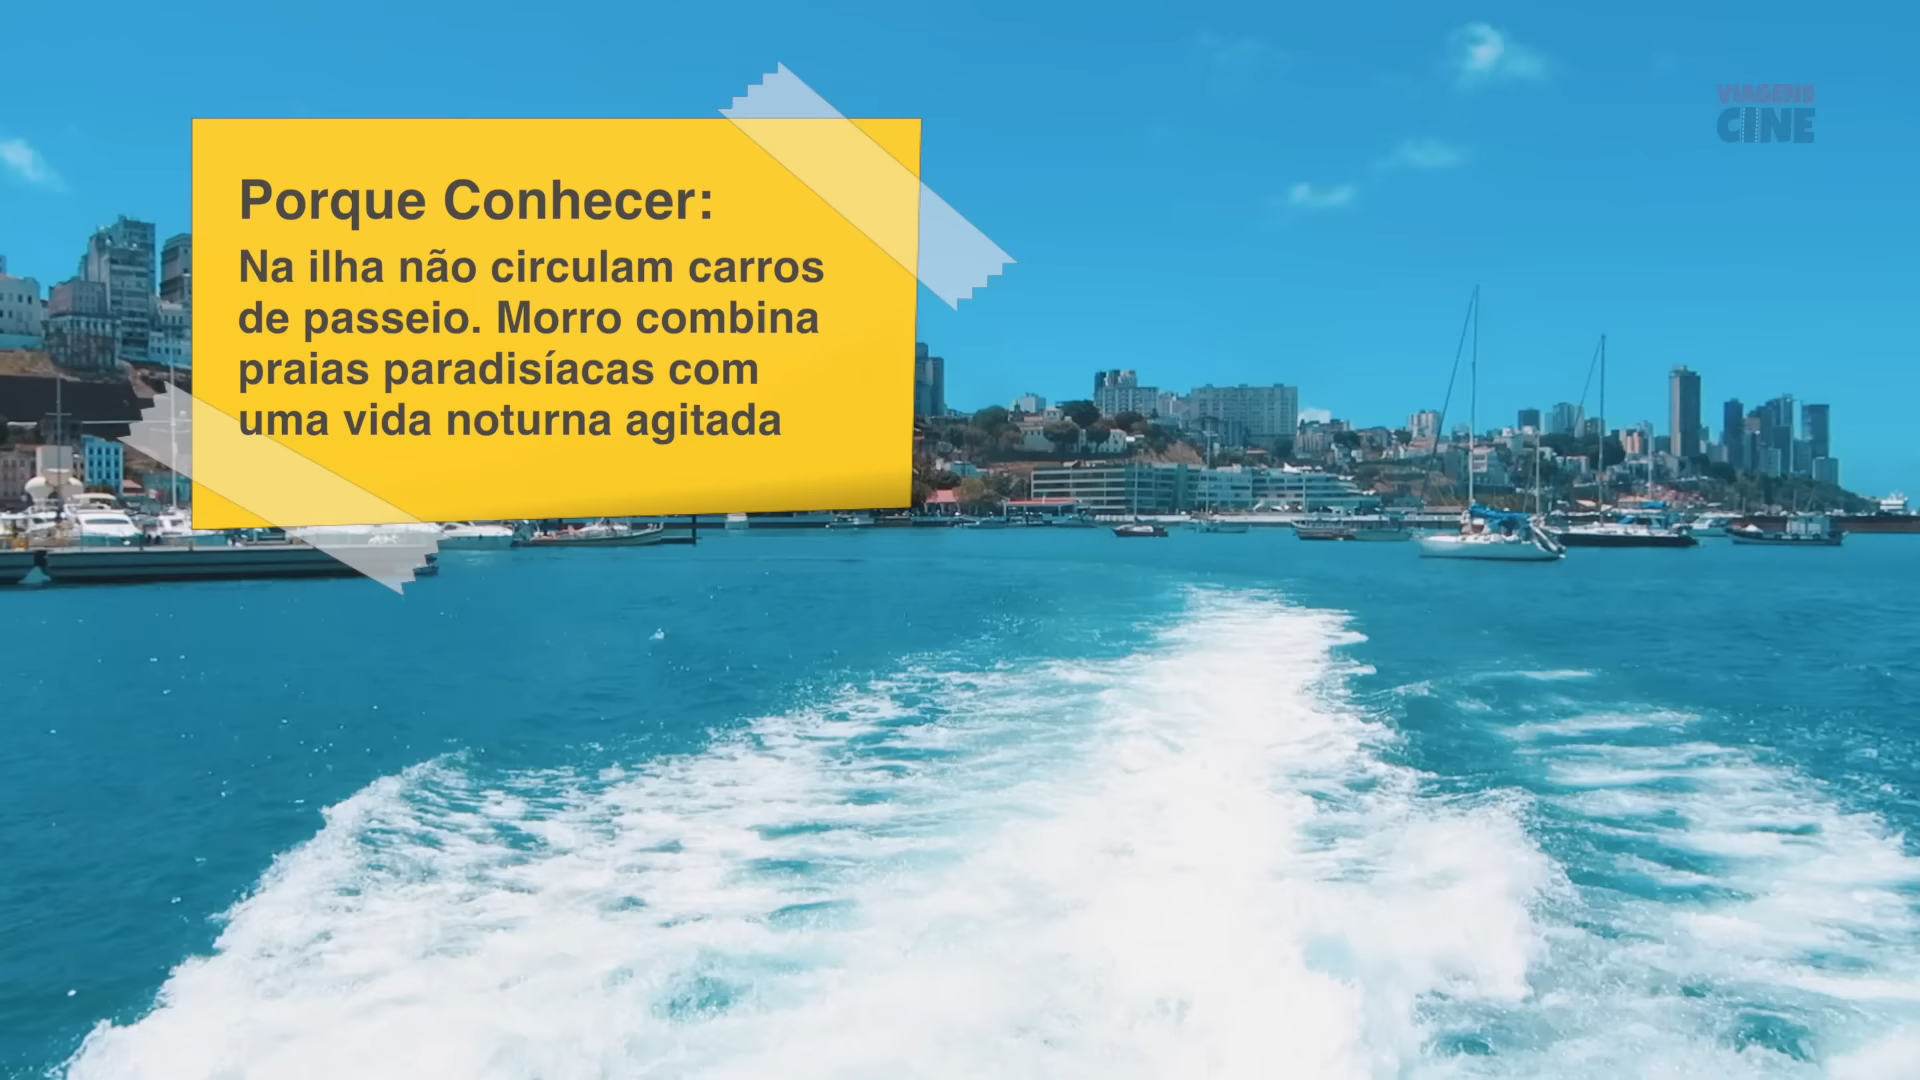 VIAGENS
CINE
Porque Conhecer:
Na ilha não circulam carros
de passeio. Morro combina
praias paradisíacas com
uma vida noturna agitada